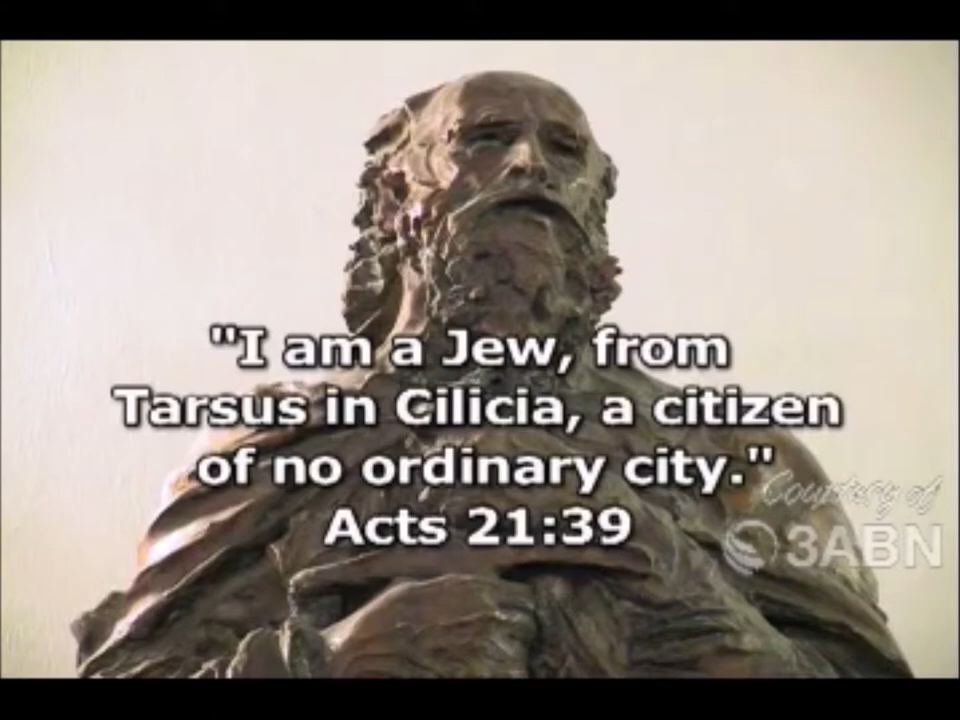 "I am a Jew, from
Tarsus in Cilicia, a citizen
of no ordinary city."
Acts 21:39
Courtesy of
3ABN